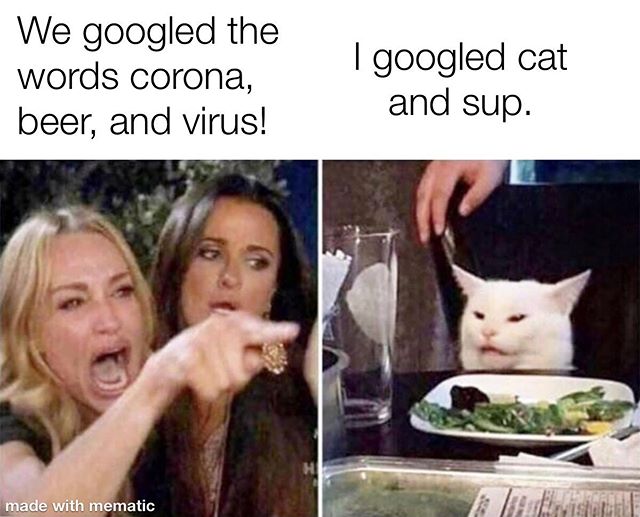 We googled the
words corona,
beer, and virus!
I googled cat
and sup.
made with mematic